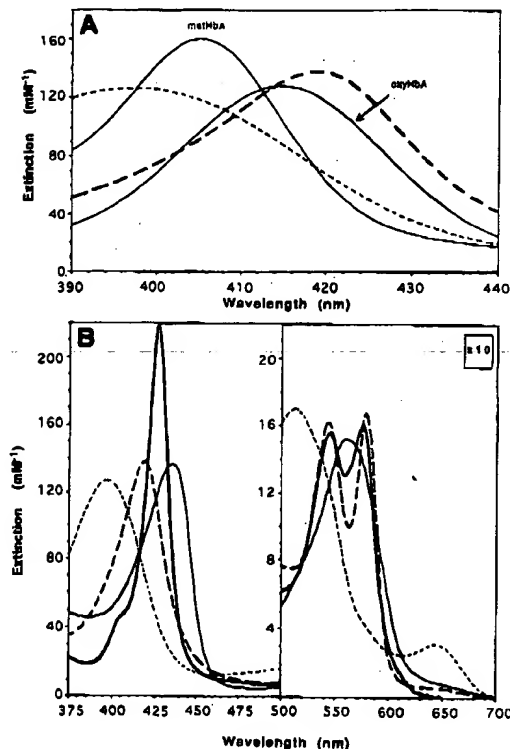 A
metHbA
oxyHbA
Extinction (mM⁻¹)
160
120
80
40
0
390 400 410 420 430 440
Wavelength (nm)
B
x10
Extinction (mM⁻¹)
200
160
120
80
40
0
20
16
12
8
4
375 400 425 450 475 500 550 600 650 700
Wavelength (nm) Wavelength (nm)